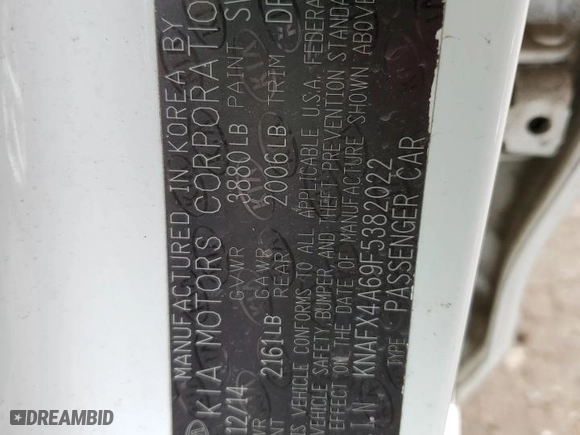 MANUFACTURED IN KOREA BY
KIA MOTORS CORPORATIO
12/14 GVWR 3880LB PAINT SW
2161LB GAWR REAR 2006LB TRIM DF
VEHICLE CONFORMS TO ALL APPLICABLE U.S.A. FEDERA
VEHICLE SAFETY, BUMPER, AND THEFT PREVENTION STANDA
EFFECT ON THE DATE OF MANUFACTURE SHOWN ABOVE
I.N. KNAFX4A69F5382022
TYPE PASSENGER CAR
DREAMBID